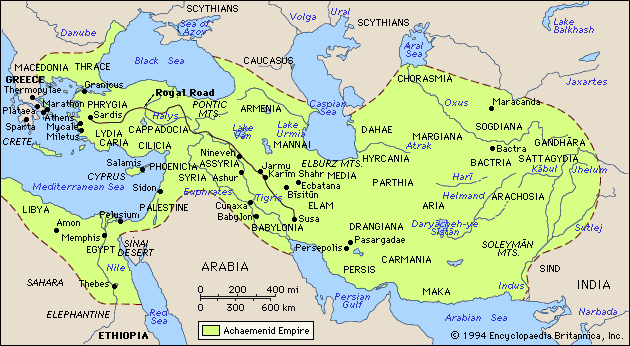 SCYTHIANS
Volga
Ural
SCYTHIANS
Lake
Balkhash
Danube
Sea of
Azov
Aral
Sea
MACEDONIA
THRACE
Black Sea
CAUCASUS
CHORASMIA
Jaxartes
GREECE
Thermopylae
Granicus
Royal Road
Caspian
Sea
Oxus
Maracanda
Marathon
PHRYGIA
Sardis
PONTIC
MTS.
ARMENIA
Plataea
Athens
Halys
Lake
Van
Lake
Urmia
DAHAE
MARGIANA
SOGDIANA
Sparta
Mycale
Miletus
LYDIA
CARIA
CAPPADOCIA
MANNAI
Atrak
GANDHĀRA
CRETE
CILICIA
Nineveh
ASSYRIA
Jarmu
ELBURZ MTS.
HYRCANIA
Bactra
BACTRIA
SATTAGYDIA
Salamis
PHOENICIA
Karim Shahr
MEDIA
Harī
Kābul
Jhelum
CYPRUS
SYRIA
Ashur
Ecbatana
PARTHIA
Mediterranean Sea
Sidon
Euphrates
Tigris
Bīsitūn
Helmand
ARACHOSIA
LIBYA
PALESTINE
Cunaxa
ELAM
ARIA
Pelusium
Babylon
Susa
Amon
BABYLONIA
DRANGIANA
Daryācheh-ye
Sīstān
Sutlej
Memphis
EGYPT
SINAI
DESERT
Persepolis
Pasargadae
SOLEYMĀN
MTS.
Nile
ARABIA
CARMANIA
SIND
SAHARA
Thebes
PERSIS
INDIA
0 200 400 mi
0 300 600 km
Persian
Gulf
MAKA
Indus
ELEPHANTINE
Red
Sea
Arabian Sea
Narbada
ETHIOPIA
Achaemenid Empire
© 1994 Encyclopaedia Britannica, Inc.